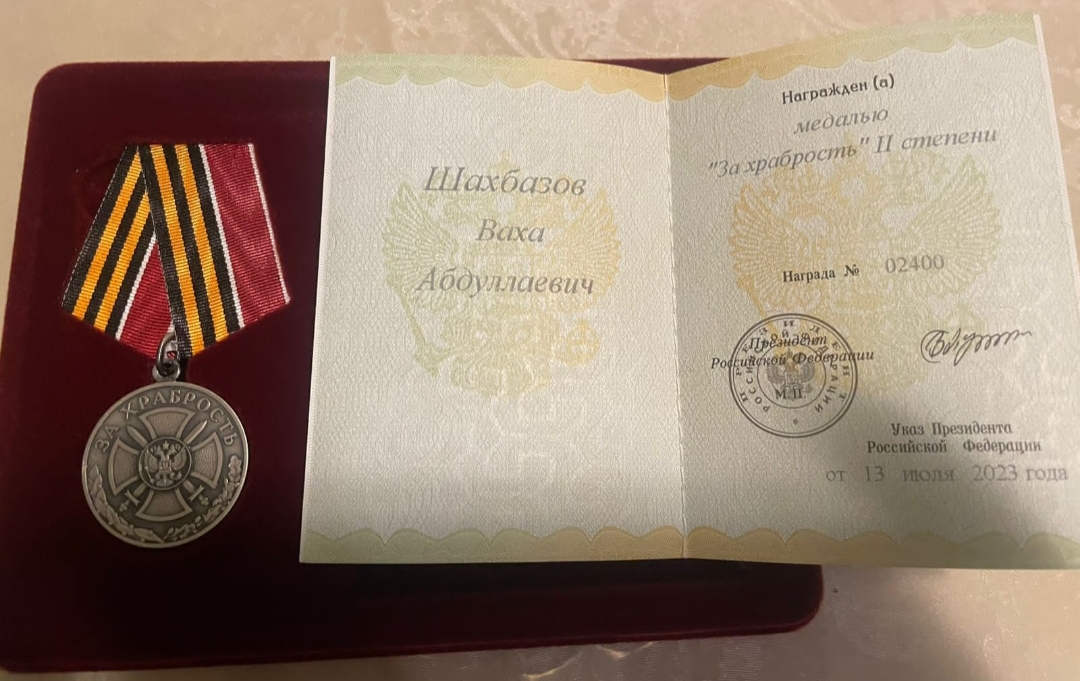 ЗА ХРАБРОСТЬ
Шахбазов
Ваха
Абдуллаевич
Награжден (а)
медалью
"За храбрость" II степени
Награда № 02400
Президент
Российской Федерации
М.П.
Указ Президента
Российской Федерации
от 13 июля 2023 года